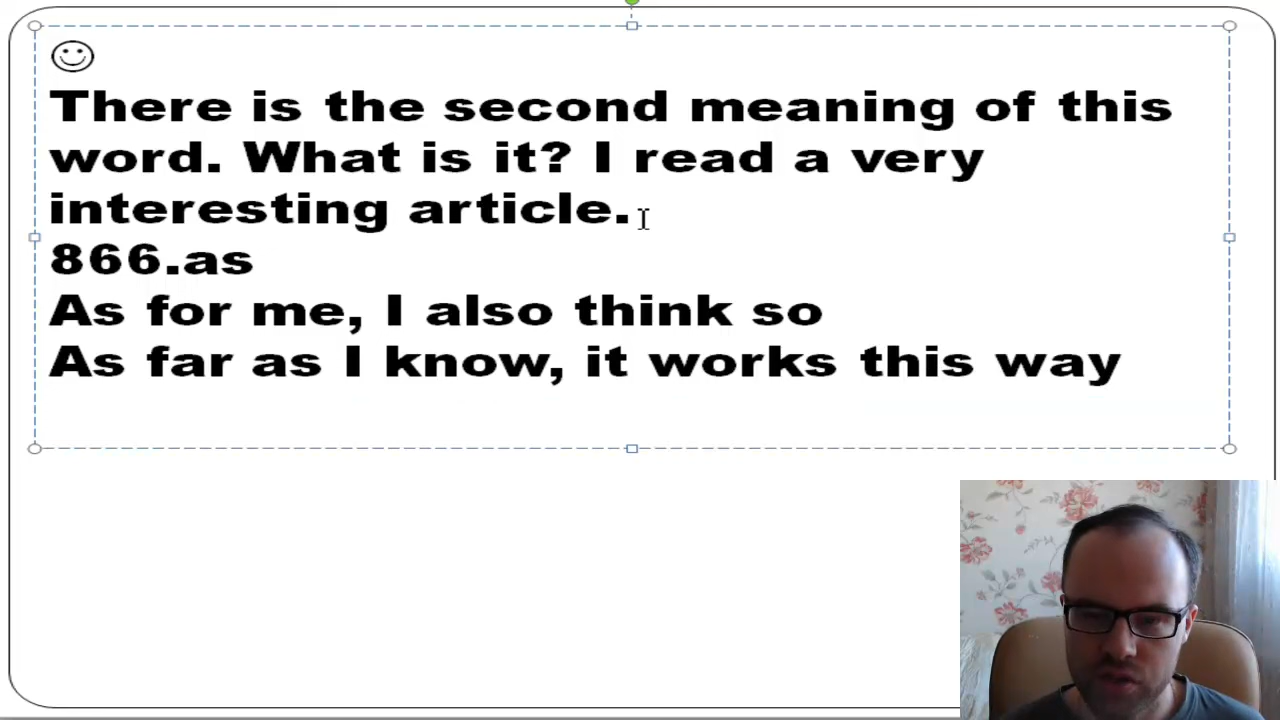 There is the second meaning of this
word. What is it? I read a very
interesting article.
866.as
As for me, I also think so
As far as I know, it works this way